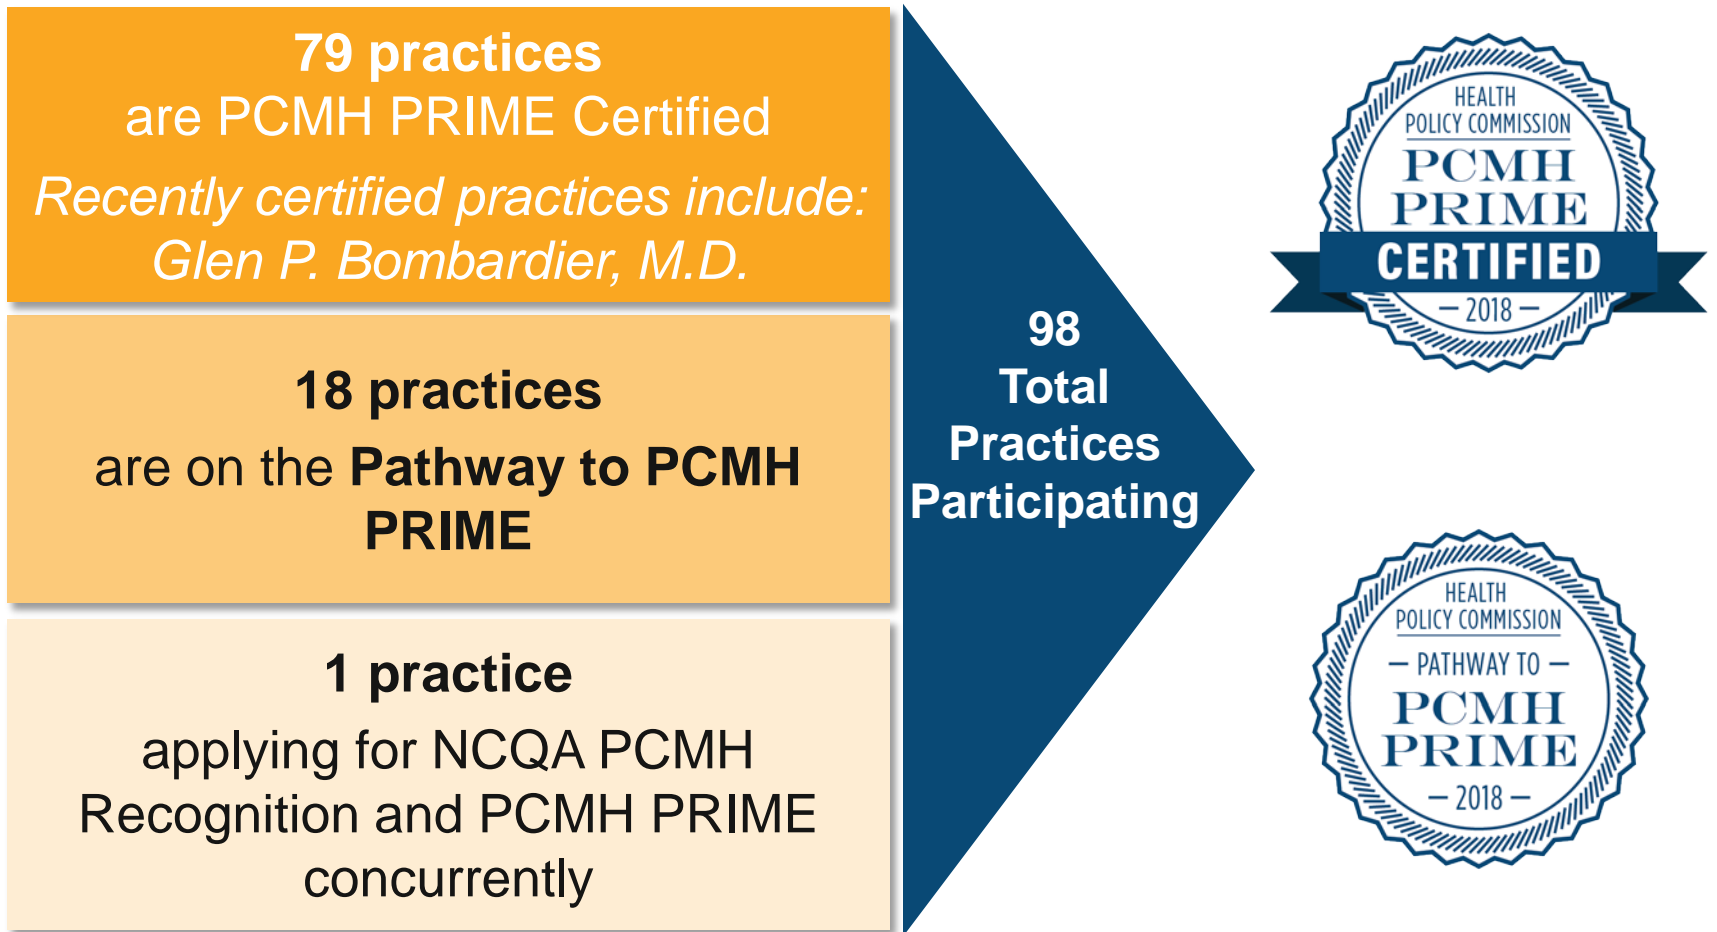 79 practices
are PCMH PRIME Certified
Recently certified practices include:
Glen P. Bombardier, M.D.
18 practices
are on the Pathway to PCMH
PRIME
1 practice
applying for NCQA PCMH
Recognition and PCMH PRIME
concurrently
98
Total
Practices
Participating
HEALTH
POLICY COMMISSION
PCMH
PRIME
CERTIFIED
— 2018 —
HEALTH
POLICY COMMISSION
— PATHWAY TO —
PCMH
PRIME
— 2018 —